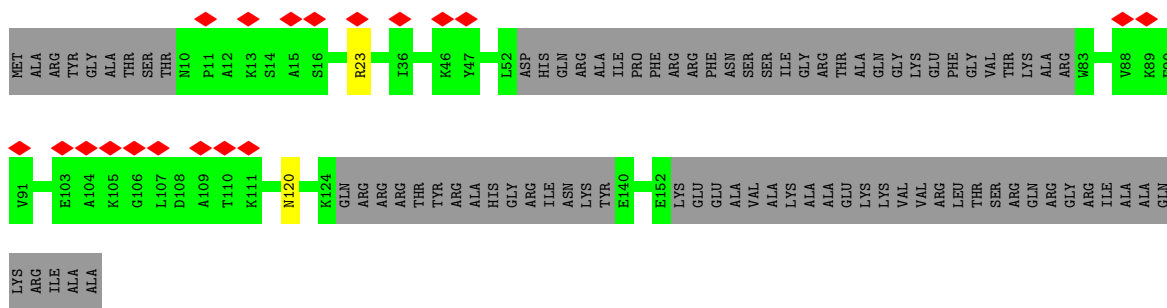 MET ALA ARG TYR GLY ALA THR SER THR N10 P11 A12 K13 S14 A15 S16 R23 I36 K46 Y47 L52 ASP HIS GLN ARG ALA ILE PRO PHE ARG ARG PHE ASN SER SER ILE GLY ARG THR ALA GLN GLY LYS GLU PHE GLY VAL THR LYS ALA ARG W83 V88 K89
V91 E103 A104 K105 G106 L107 D108 A109 T110 K111 N120 K124 GLN ARG ARG ARG THR TYR ARG ALA HIS GLY ARG ILE ASN LYS TYR E140 E152 LYS GLU GLU ALA VAL ALA LYS ALA ALA GLU LYS LYS VAL VAL ARG LEU THR SER ARG GLN ARG GLY ARG ILE ALA ALA GLN
LYS ARG ILE ALA ALA